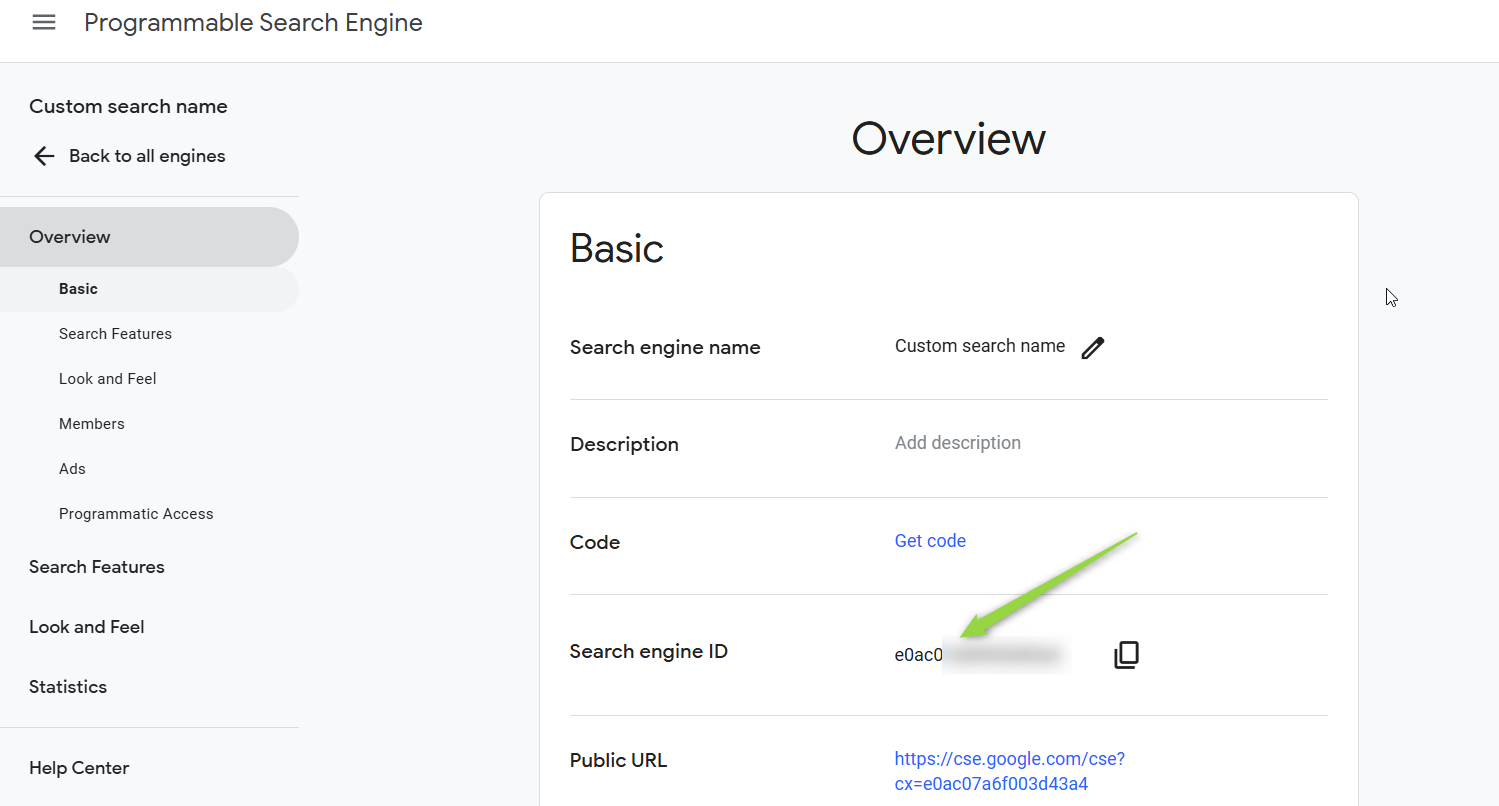 Programmable Search Engine
Custom search name
Back to all engines
Overview
Basic
Search Features
Look and Feel
Members
Ads
Programmatic Access
Search Features
Look and Feel
Statistics
Help Center
Overview
Basic
Search engine name
Custom search name
Description
Add description
Code
Get code
Search engine ID
e0ac0
Public URL
https://cse.google.com/cse?
cx=e0ac07a6f003d43a4